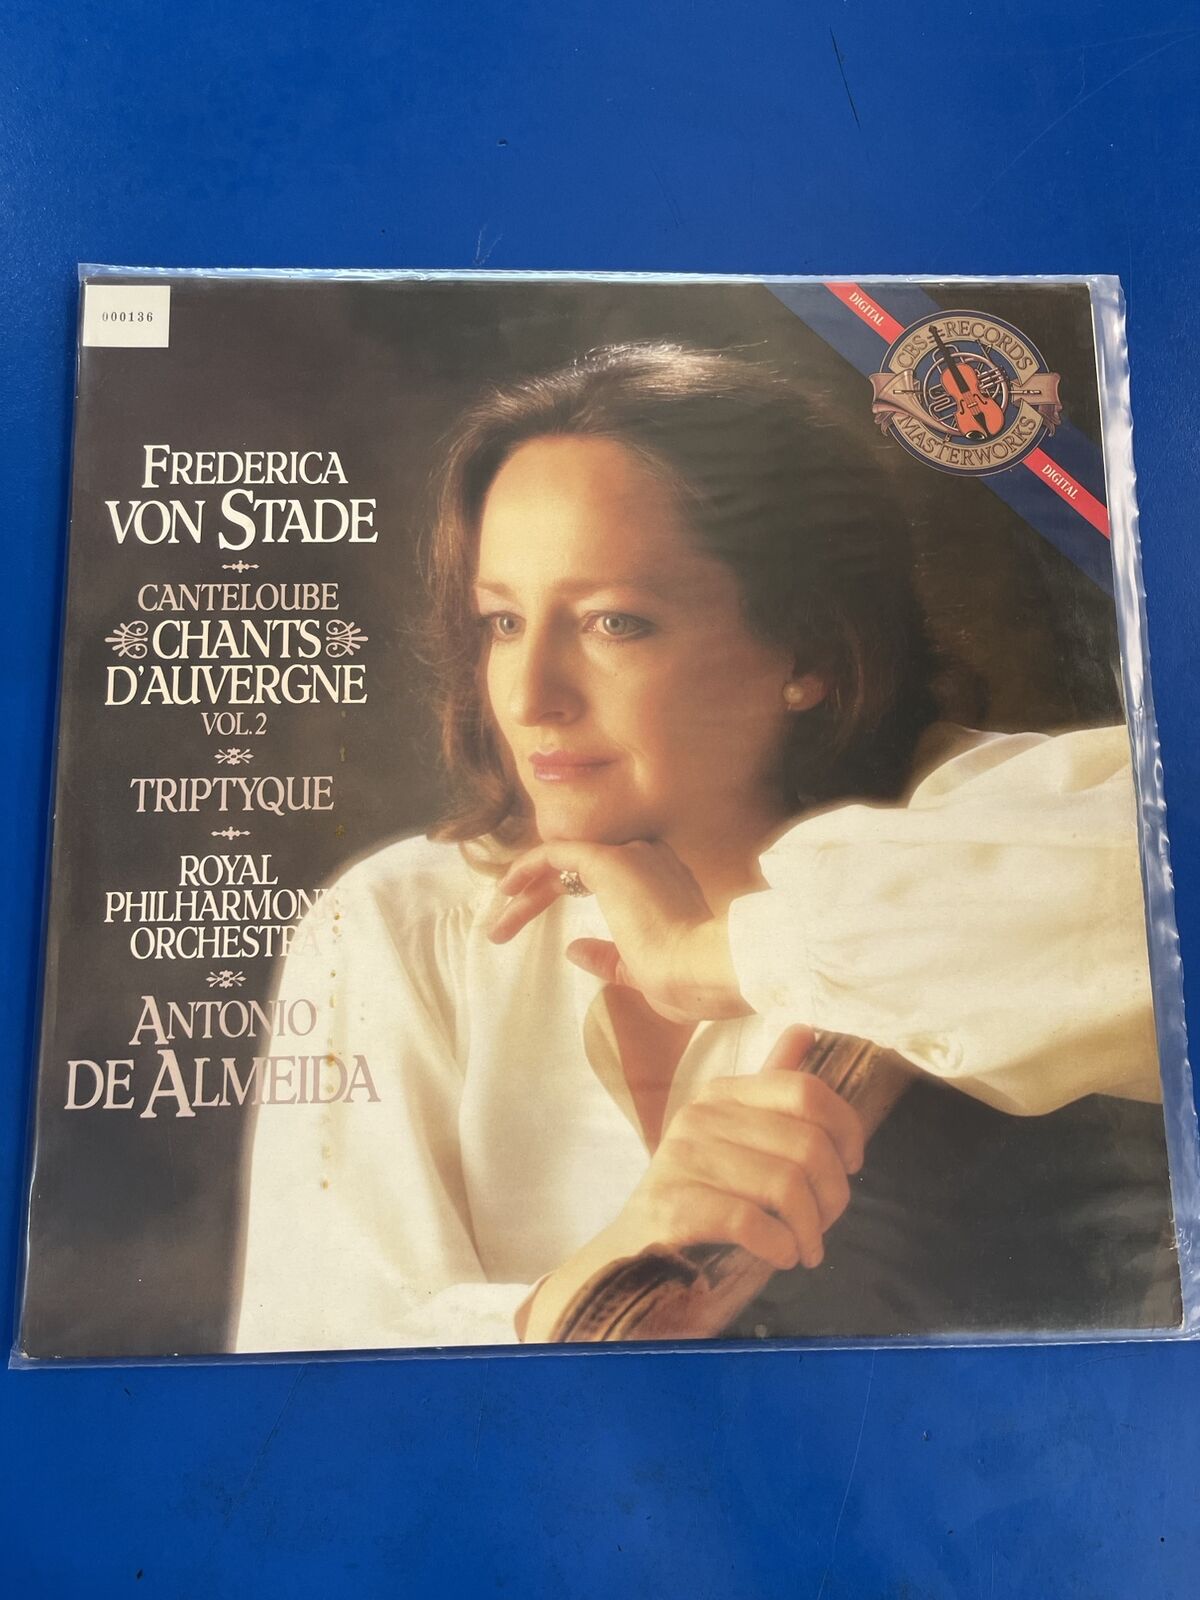 000136
DIGITAL
CBS RECORDS
MASTERWORKS
DIGITAL
FREDERICA
VON STADE
CANTELOUBE
CHANTS
D'AUVERGNE
VOL.2
TRIPTYQUE
ROYAL
PHILHARMONIC
ORCHESTRA
ANTONIO
DE ALMEIDA